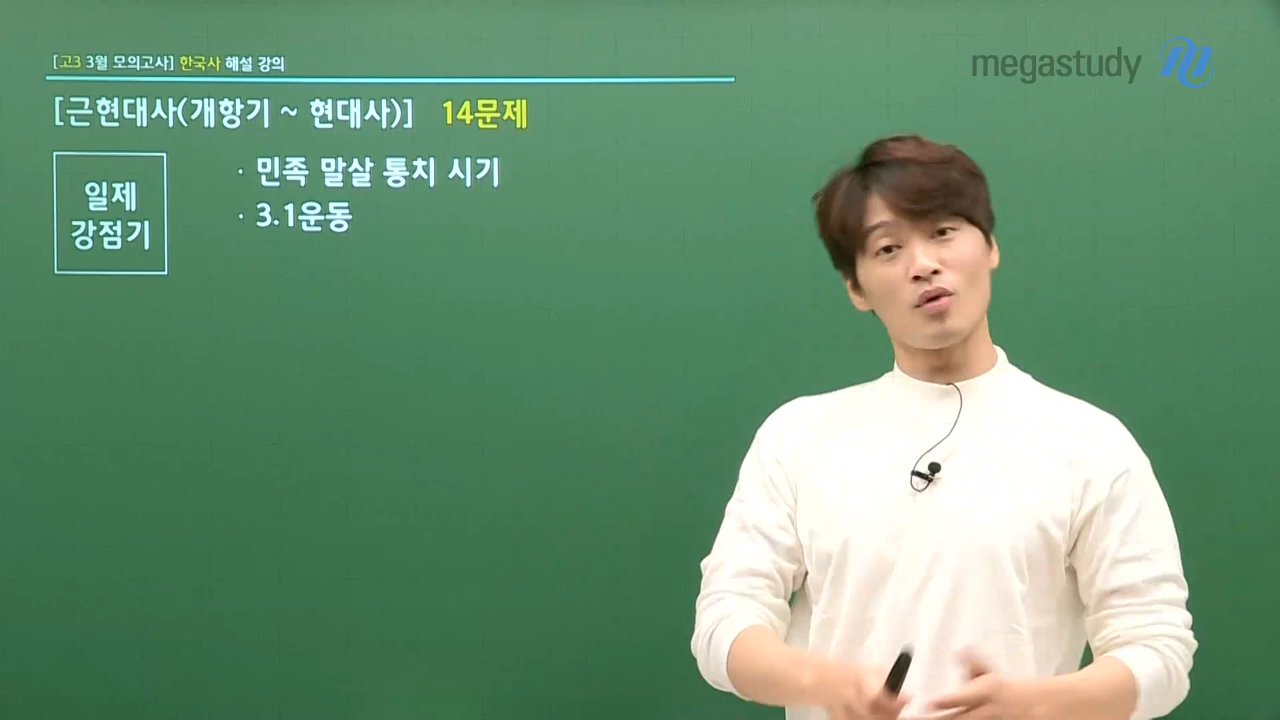 [고3 3월 모의고사] 한국사 해설 강의
megastudy
[근현대사(개항기 ~ 현대사)] 14문제
일제
강점기
· 민족 말살 통치 시기
· 3.1운동